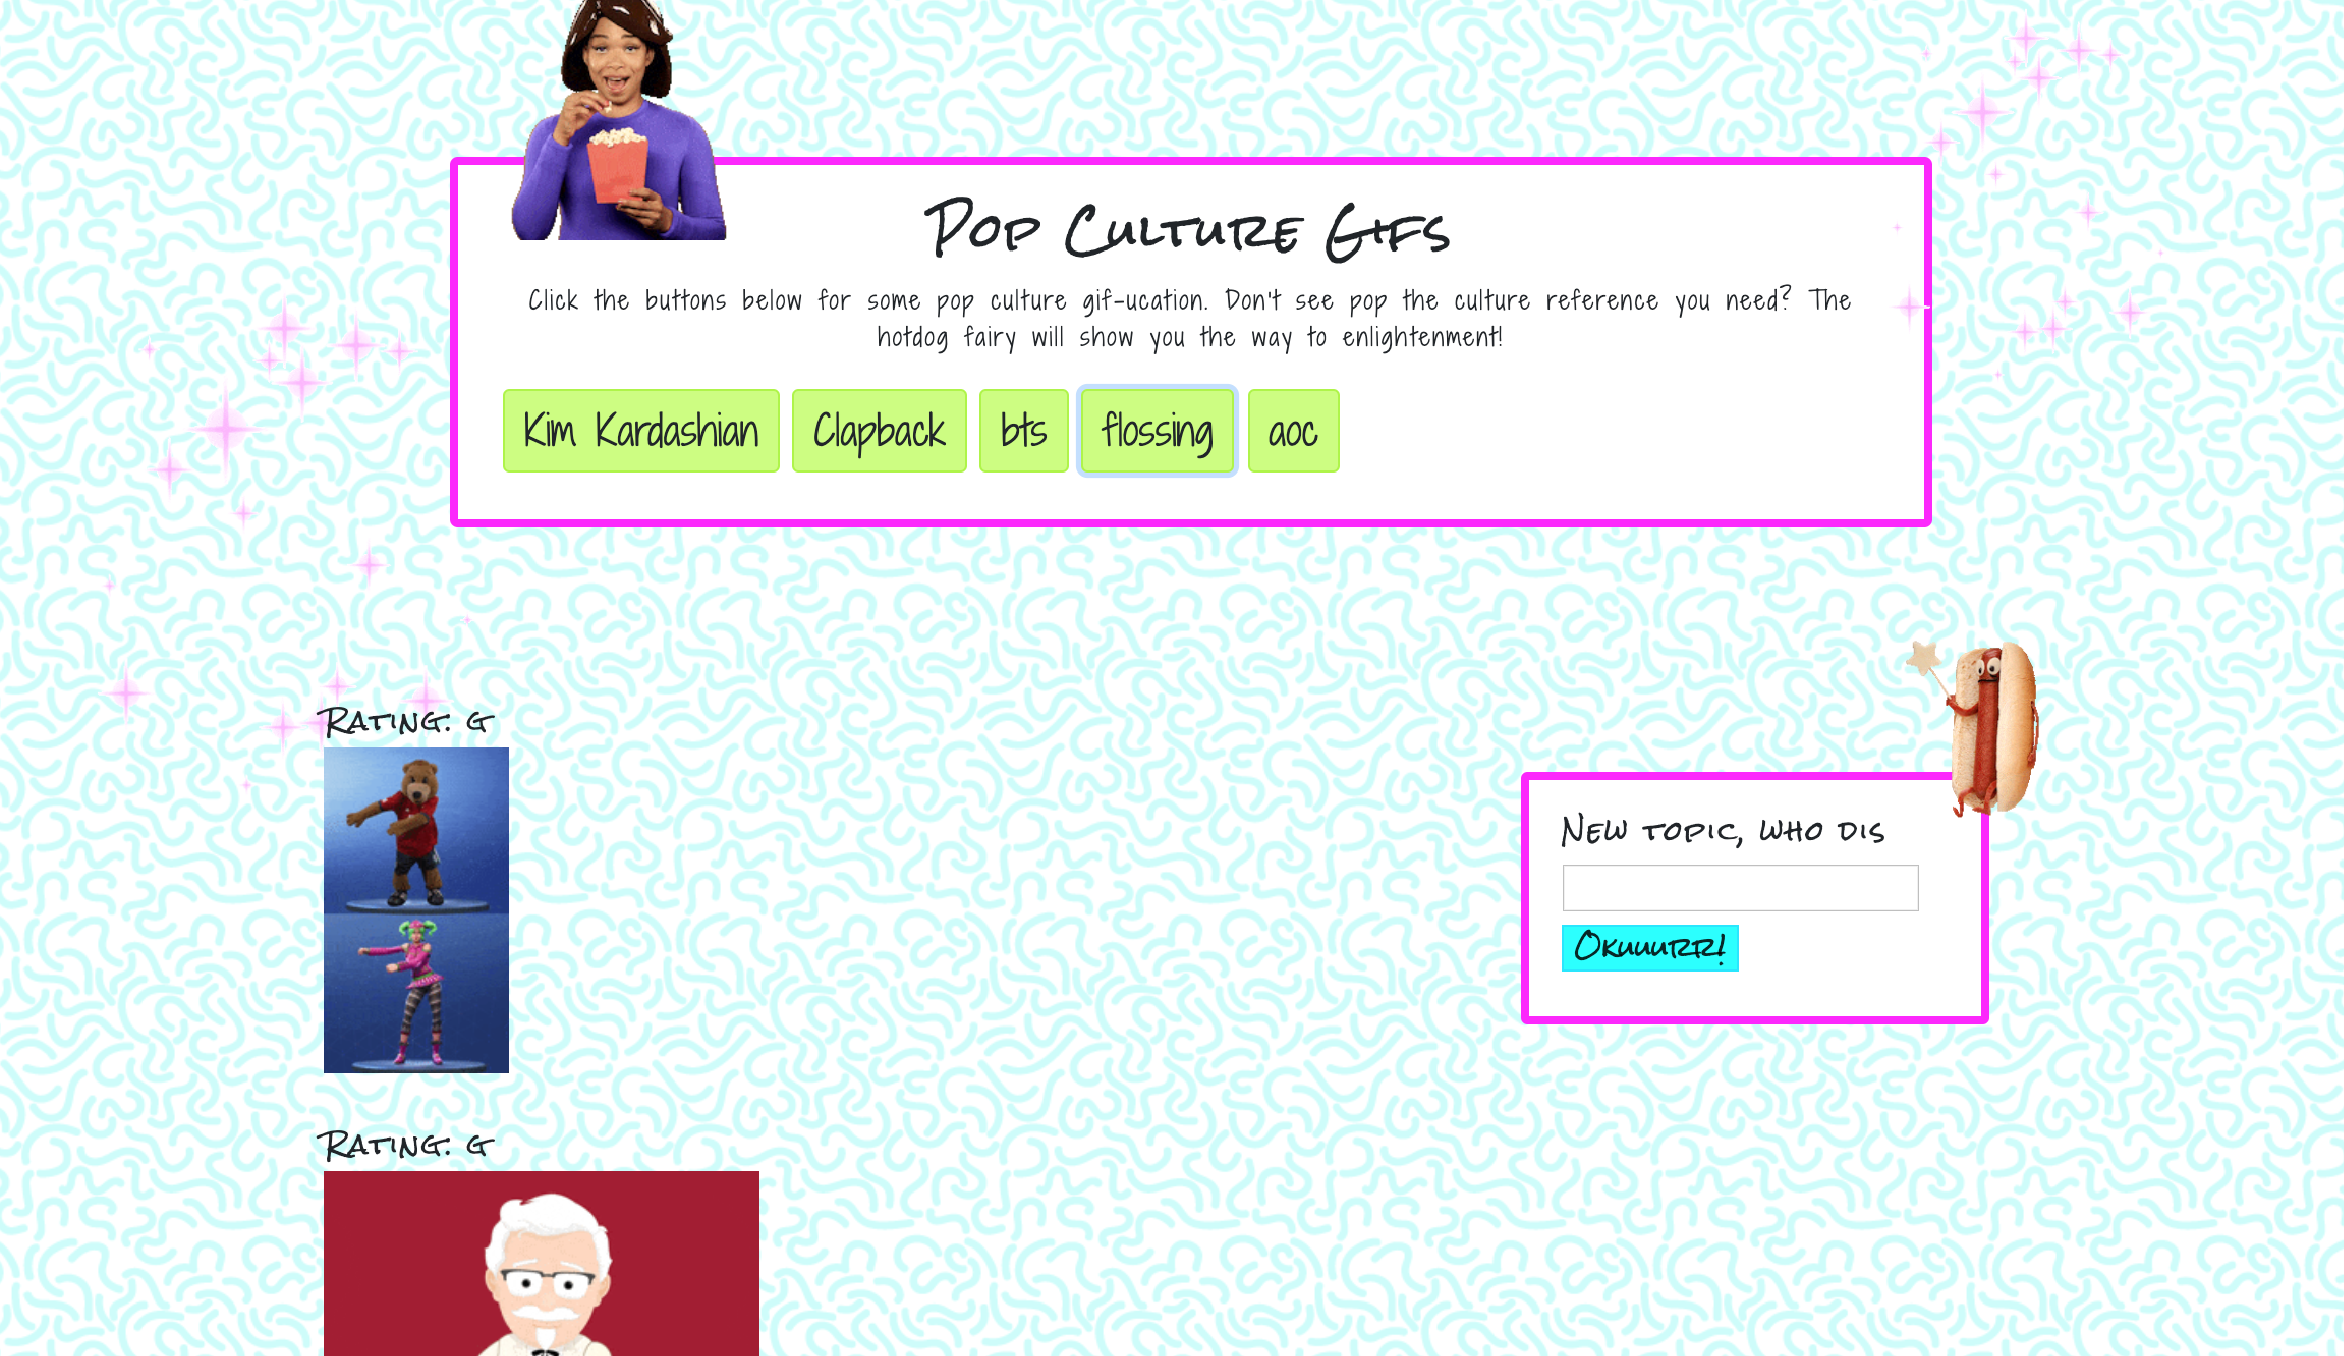 Pop Culture Gifs
Click the buttons below for some pop culture gif-ucation. Don't see pop the culture reference you need? The
hotdog fairy will show you the way to enlightenment!
Kim Kardashian Clapback bts flossing aoc
Rating: g
New topic, who dis
Okuuurr!
Rating: g